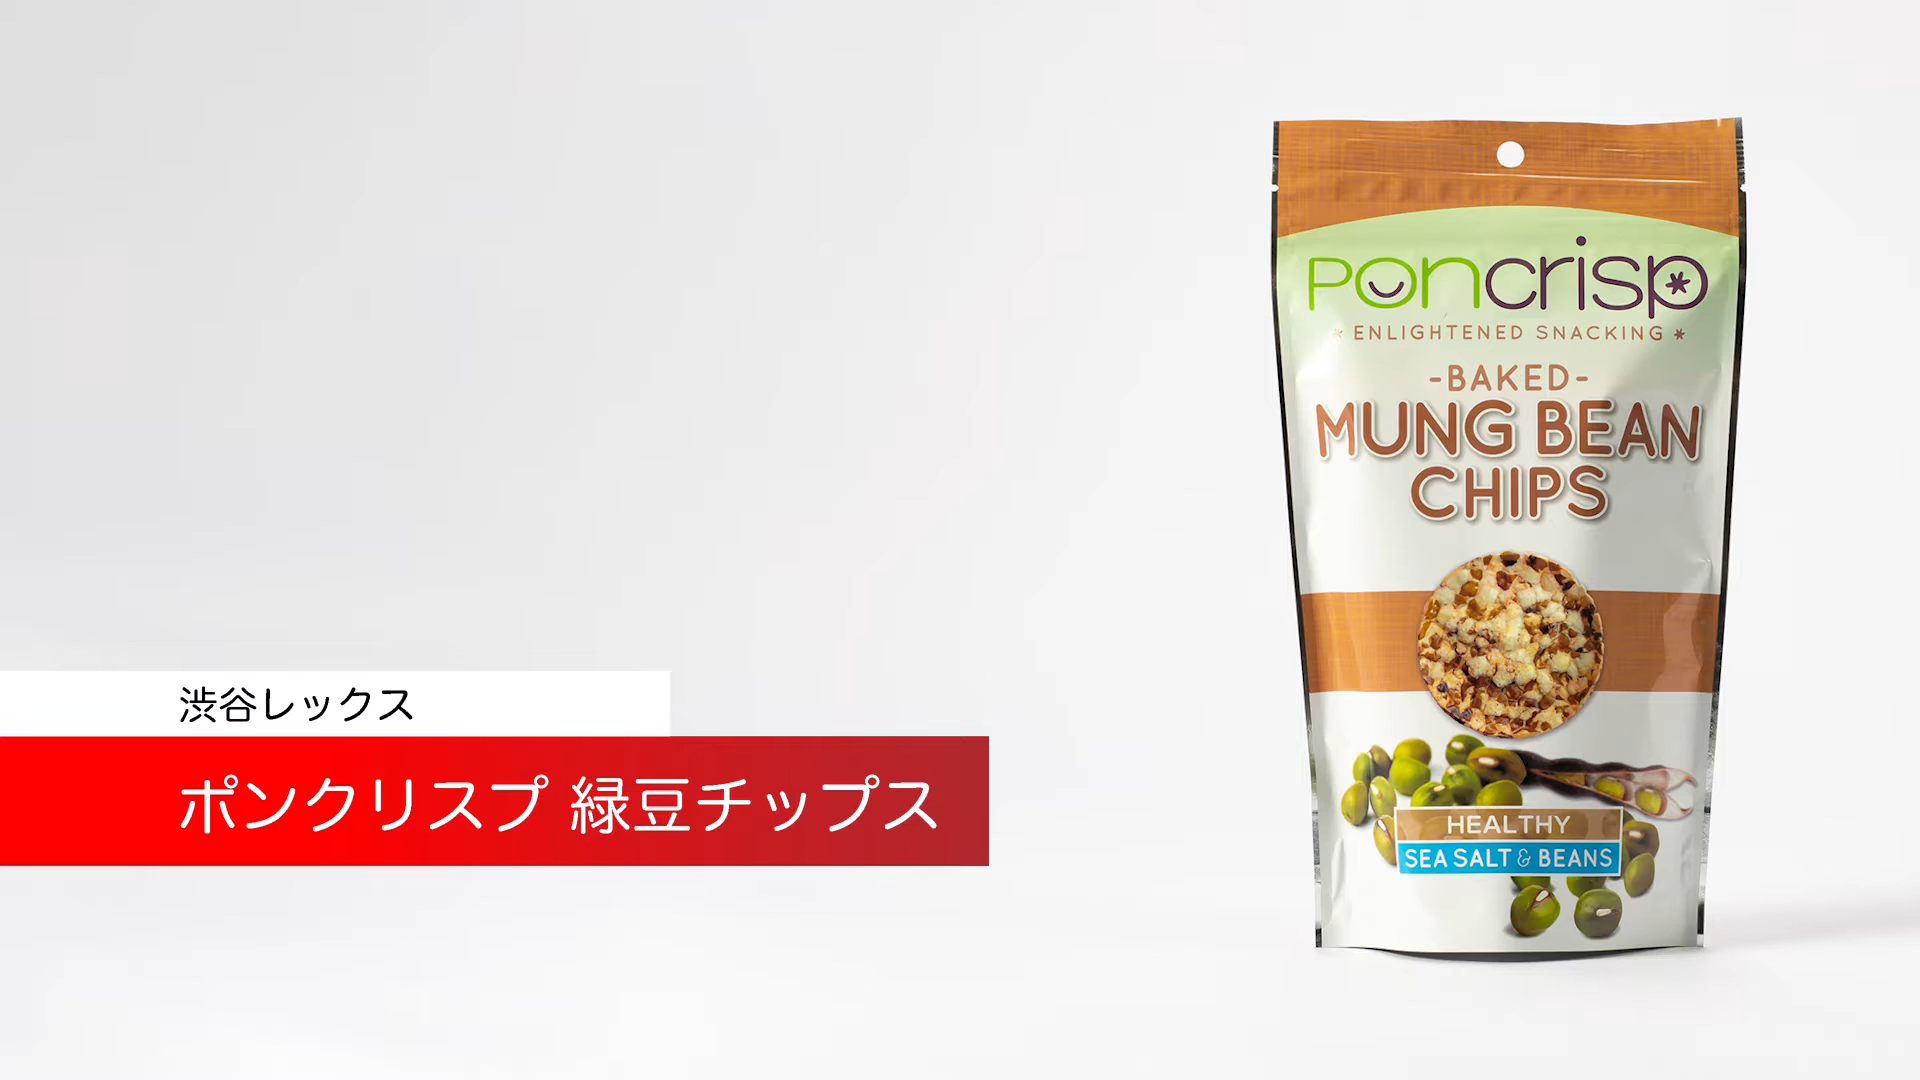 渋谷レックス
ポンクリスプ 緑豆チップス
poncrisp
* ENLIGHTENED SNACKING *
-BAKED-
MUNG BEAN
CHIPS
HEALTHY
SEA SALT & BEANS